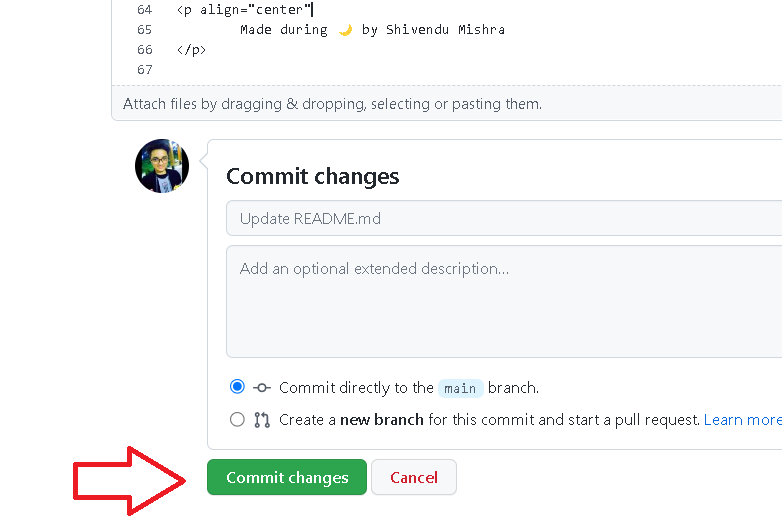 64 <p align="center"
65 Made during 🌙 by Shivendu Mishra
66 </p>
67
Attach files by dragging & dropping, selecting or pasting them.
Commit changes
Update README.md
Add an optional extended description...
Commit directly to the main branch.
Create a new branch for this commit and start a pull request. Learn more
Commit changes Cancel